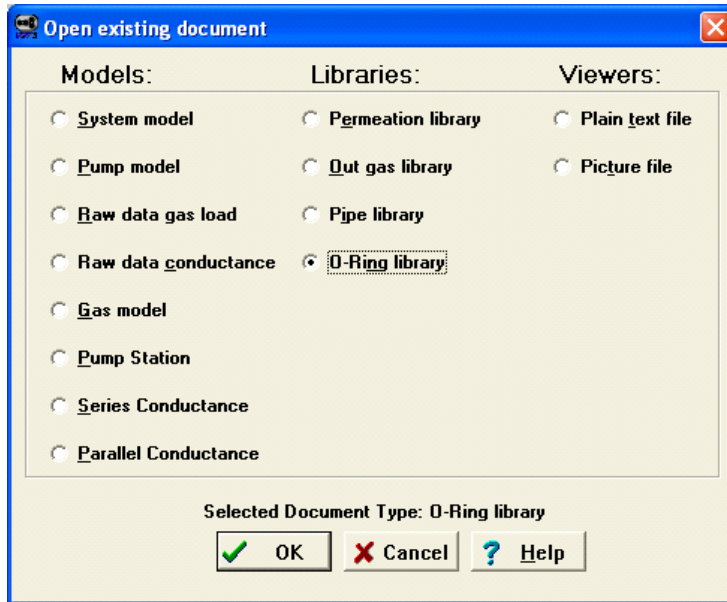 Open existing document
Models: Libraries: Viewers:
System model Permeation library Plain text file
Pump model Out gas library Picture file
Raw data gas load Pipe library
Raw data conductance O-Ring library
Gas model
Pump Station
Series Conductance
Parallel Conductance
Selected Document Type: O-Ring library
OK Cancel Help